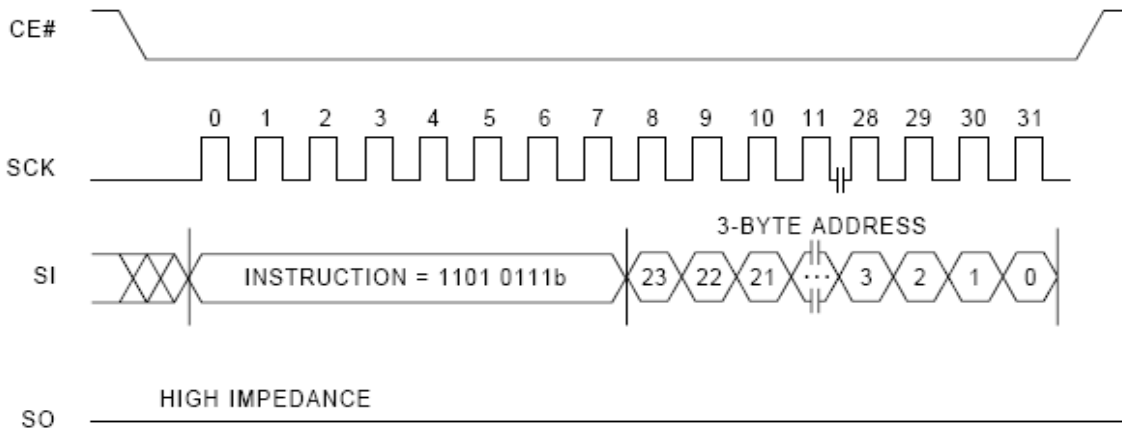 CE#
0 1 2 3 4 5 6 7 8 9 10 11 28 29 30 31
SCK
3-BYTE ADDRESS
SI INSTRUCTION = 1101 0111b 23 22 21 ... 3 2 1 0
HIGH IMPEDANCE
SO